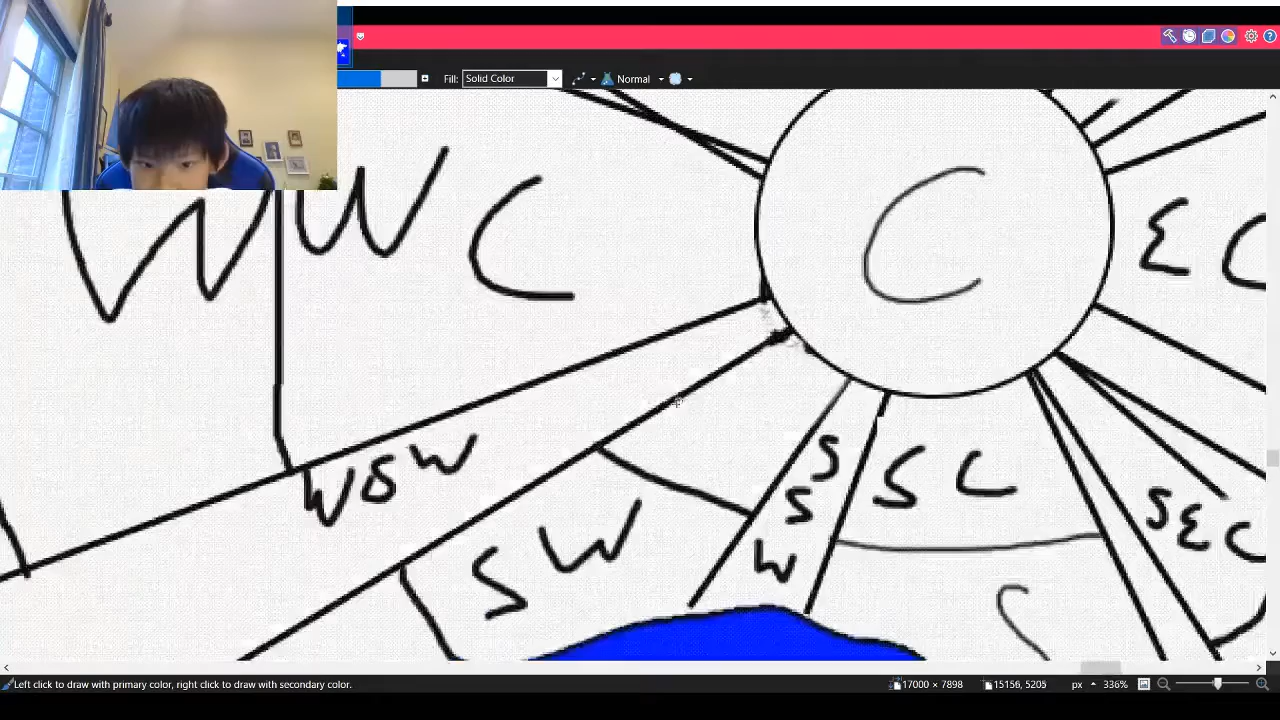 Fill: Solid Color Normal
W WC C EC
WSW S SC
S
SW W SEC
S
Left click to draw with primary color, right click to draw with secondary color. 17000 × 7898 15156, 5205 px 336%